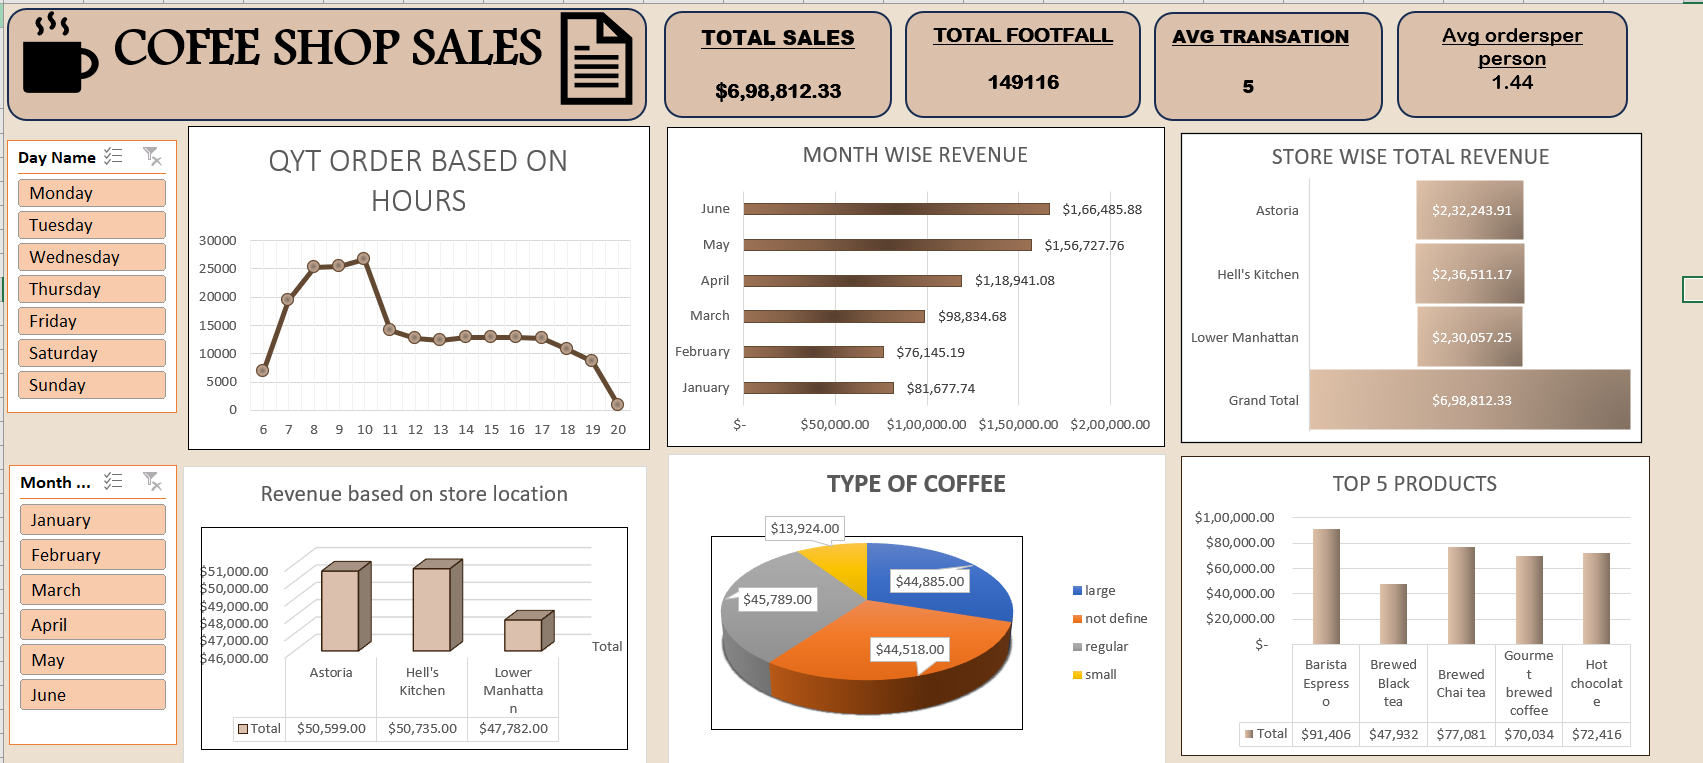 COFEE SHOP SALES
TOTAL SALES
$6,98,812.33
TOTAL FOOTFALL
149116
AVG TRANSATION
5
Avg ordersper
person
1.44
Day Name
Monday
Tuesday
Wednesday
Thursday
Friday
Saturday
Sunday
QYT ORDER BASED ON
HOURS
30000
25000
20000
15000
10000
5000
0
6 7 8 9 10 11 12 13 14 15 16 17 18 19 20
MONTH WISE REVENUE
June $1,66,485.88
May $1,56,727.76
April $1,18,941.08
March $98,834.68
February $76,145.19
January $81,677.74
$- $50,000.00 $1,00,000.00 $1,50,000.00 $2,00,000.00
STORE WISE TOTAL REVENUE
Astoria $2,32,243.91
Hell's Kitchen $2,36,511.17
Lower Manhattan $2,30,057.25
Grand Total $6,98,812.33
Month ...
January
February
March
April
May
June
Revenue based on store location
$51,000.00
$50,000.00
$49,000.00
$48,000.00
$47,000.00
$46,000.00
Total
Astoria
Hell's
Kitchen
Lower
Manhatta
n
Total $50,599.00 $50,735.00 $47,782.00
TYPE OF COFFEE
$13,924.00
$44,885.00
$45,789.00
$44,518.00
large
not define
regular
small
TOP 5 PRODUCTS
$1,00,000.00
$80,000.00
$60,000.00
$40,000.00
$20,000.00
$-
Barista
Espress
o
Brewed
Black
tea
Brewed
Chai tea
Gourme
t
brewed
coffee
Hot
chocolat
e
Total $91,406 $47,932 $77,081 $70,034 $72,416